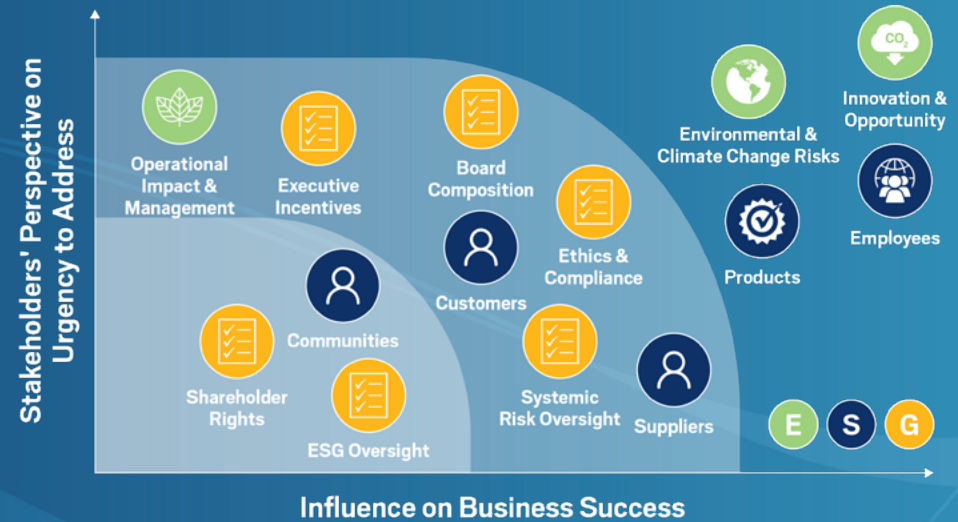 Stakeholders' Perspective on
Urgency to Address
CO₂
Innovation &
Opportunity
Environmental &
Climate Change Risks
Operational
Impact &
Management
Executive
Incentives
Board
Composition
Ethics &
Compliance
Products
Employees
Customers
Communities
Shareholder
Rights
ESG Oversight
Systemic
Risk Oversight
Suppliers
E S G
Influence on Business Success